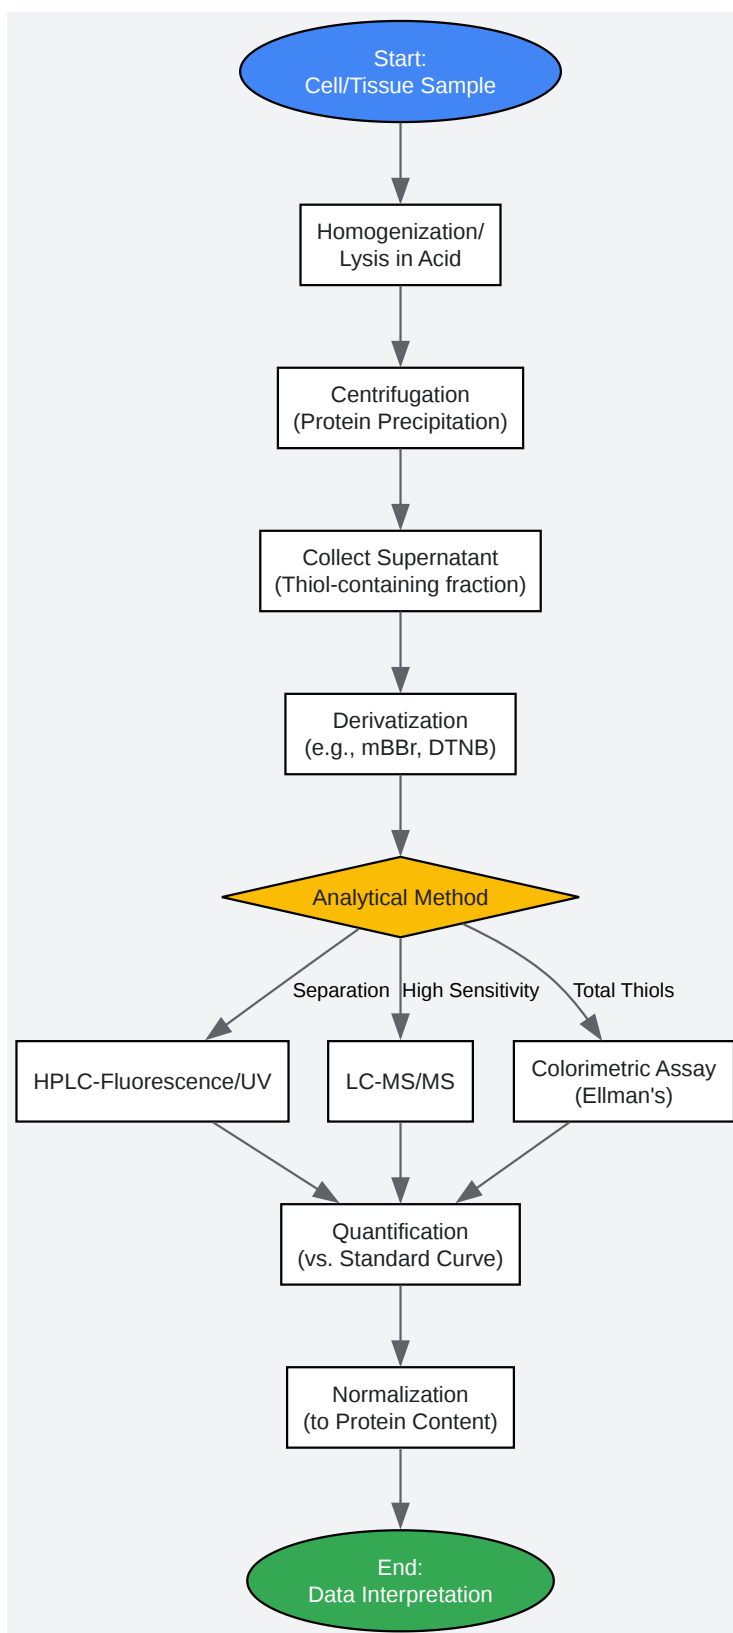 Start:
Cell/Tissue Sample
Homogenization/
Lysis in Acid
Centrifugation
(Protein Precipitation)
Collect Supernatant
(Thiol-containing fraction)
Derivatization
(e.g., mBBr, DTNB)
Analytical Method
Separation
High Sensitivity
Total Thiols
HPLC-Fluorescence/UV
LC-MS/MS
Colorimetric Assay
(Ellman's)
Quantification
(vs. Standard Curve)
Normalization
(to Protein Content)
End:
Data Interpretation